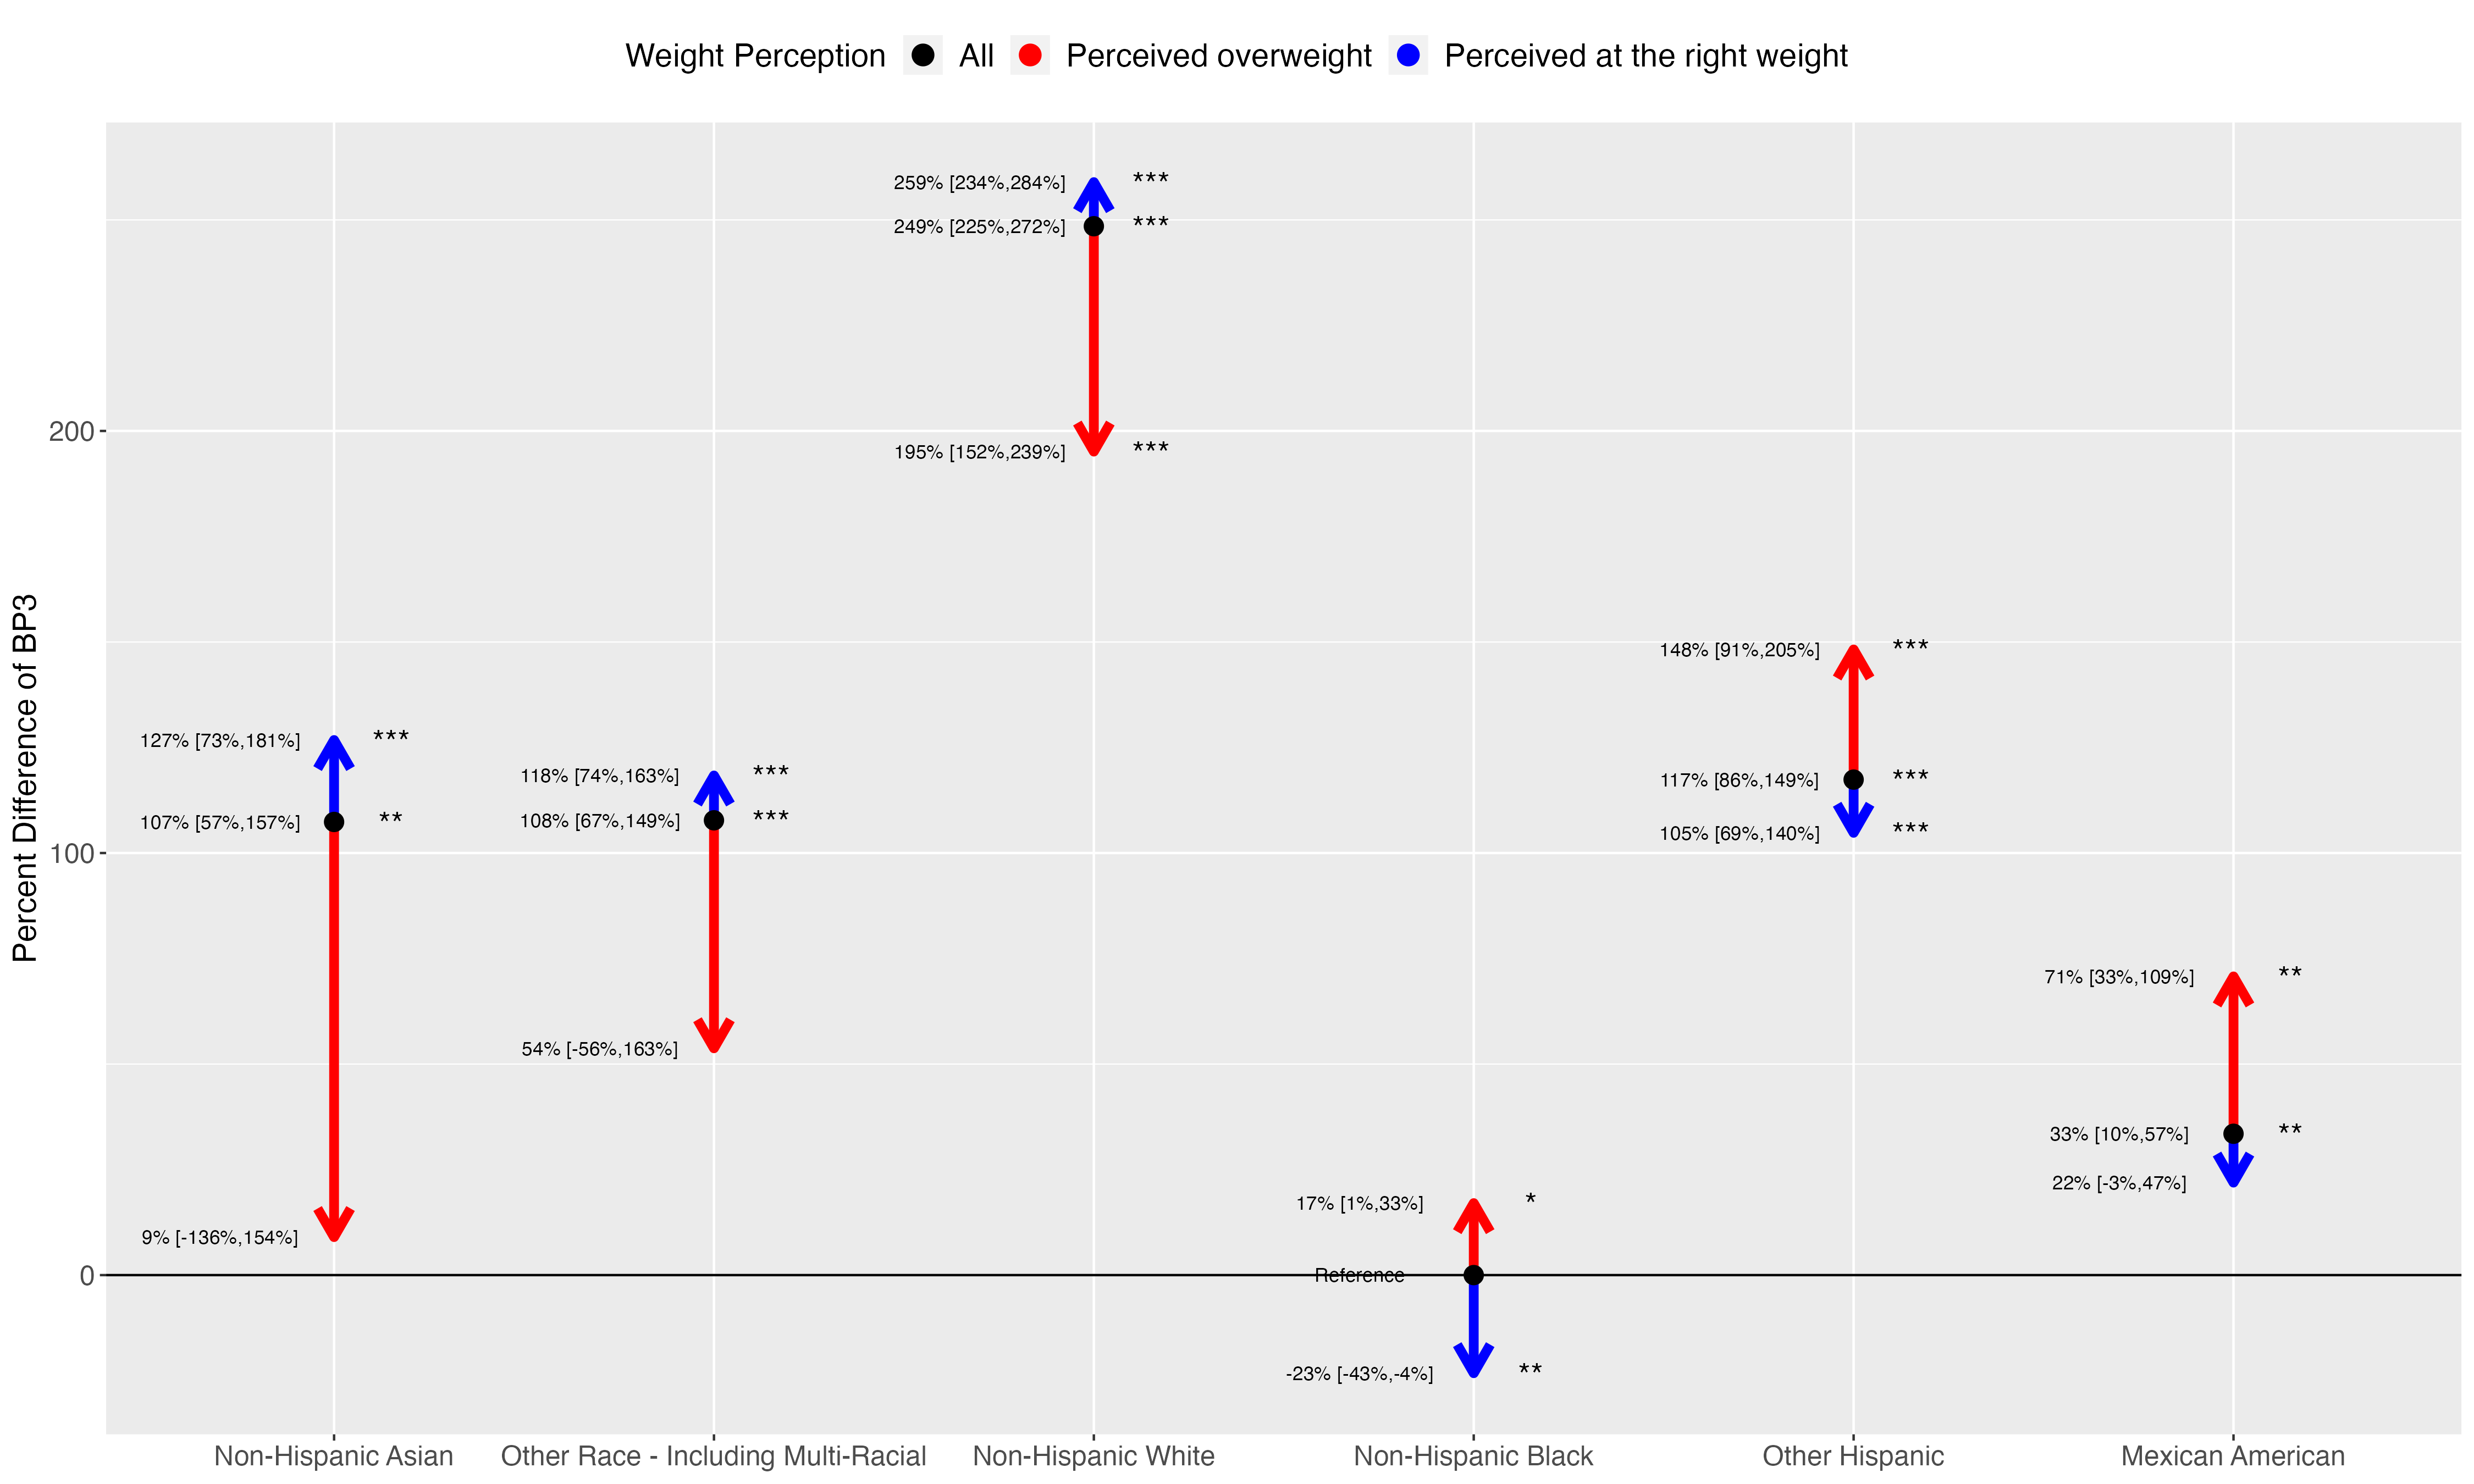 Weight Perception All Perceived overweight Perceived at the right weight
Percent Difference of BP3
200
100
0
127% [73%,181%] ***
107% [57%,157%] **
9% [-136%,154%]
118% [74%,163%] ***
108% [67%,149%] ***
54% [-56%,163%]
259% [234%,284%] ***
249% [225%,272%] ***
195% [152%,239%] ***
17% [1%,33%] *
Reference
-23% [-43%,-4%] **
148% [91%,205%] ***
117% [86%,149%] ***
105% [69%,140%] ***
71% [33%,109%] **
33% [10%,57%] **
22% [-3%,47%]
Non-Hispanic Asian Other Race - Including Multi-Racial Non-Hispanic White Non-Hispanic Black Other Hispanic Mexican American